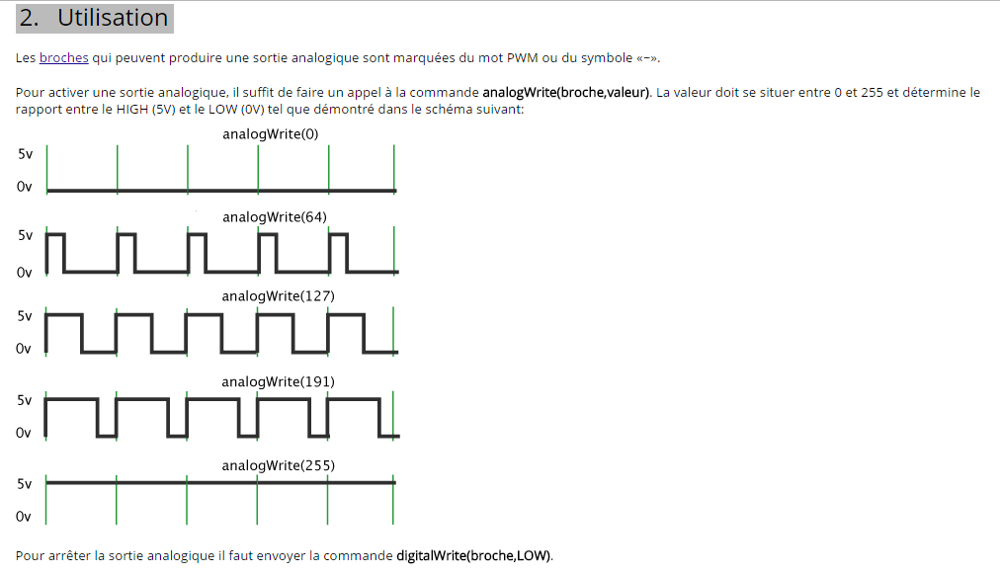 2. Utilisation
Les broches qui peuvent produire une sortie analogique sont marquées du mot PWM ou du symbole «~».
Pour activer une sortie analogique, il suffit de faire un appel à la commande analogWrite(broche,valeur). La valeur doit se situer entre 0 et 255 et détermine le
rapport entre le HIGH (5V) et le LOW (0V) tel que démontré dans le schéma suivant:
analogWrite(0)
5v
0v
analogWrite(64)
5v
0v
analogWrite(127)
5v
0v
analogWrite(191)
5v
0v
analogWrite(255)
5v
0v
Pour arrêter la sortie analogique il faut envoyer la commande digitalWrite(broche,LOW).